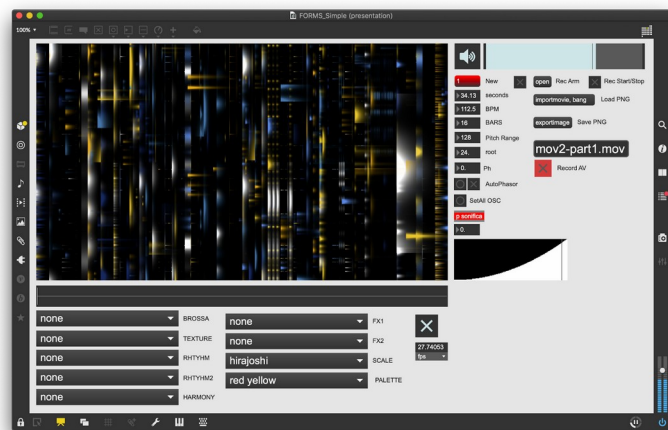 FORMS_Simple (presentation)
100%
1 New open Rec Arm Rec Start/Stop
34.13 seconds
importmovie, bang Load PNG
112.5 BPM
16 BARS
exportimage Save PNG
128 Pitch Range
24. root
mov2-part1.mov
0. Ph
Record AV
AutoPhasor
SetAll OSC
p sonifica
0.
none BROSSA
none FX1
none TEXTURE
none FX2
none RHTYHM
hirajoshi SCALE
27.74053
fps
none RHTYHM2
red yellow PALETTE
none HARMONY